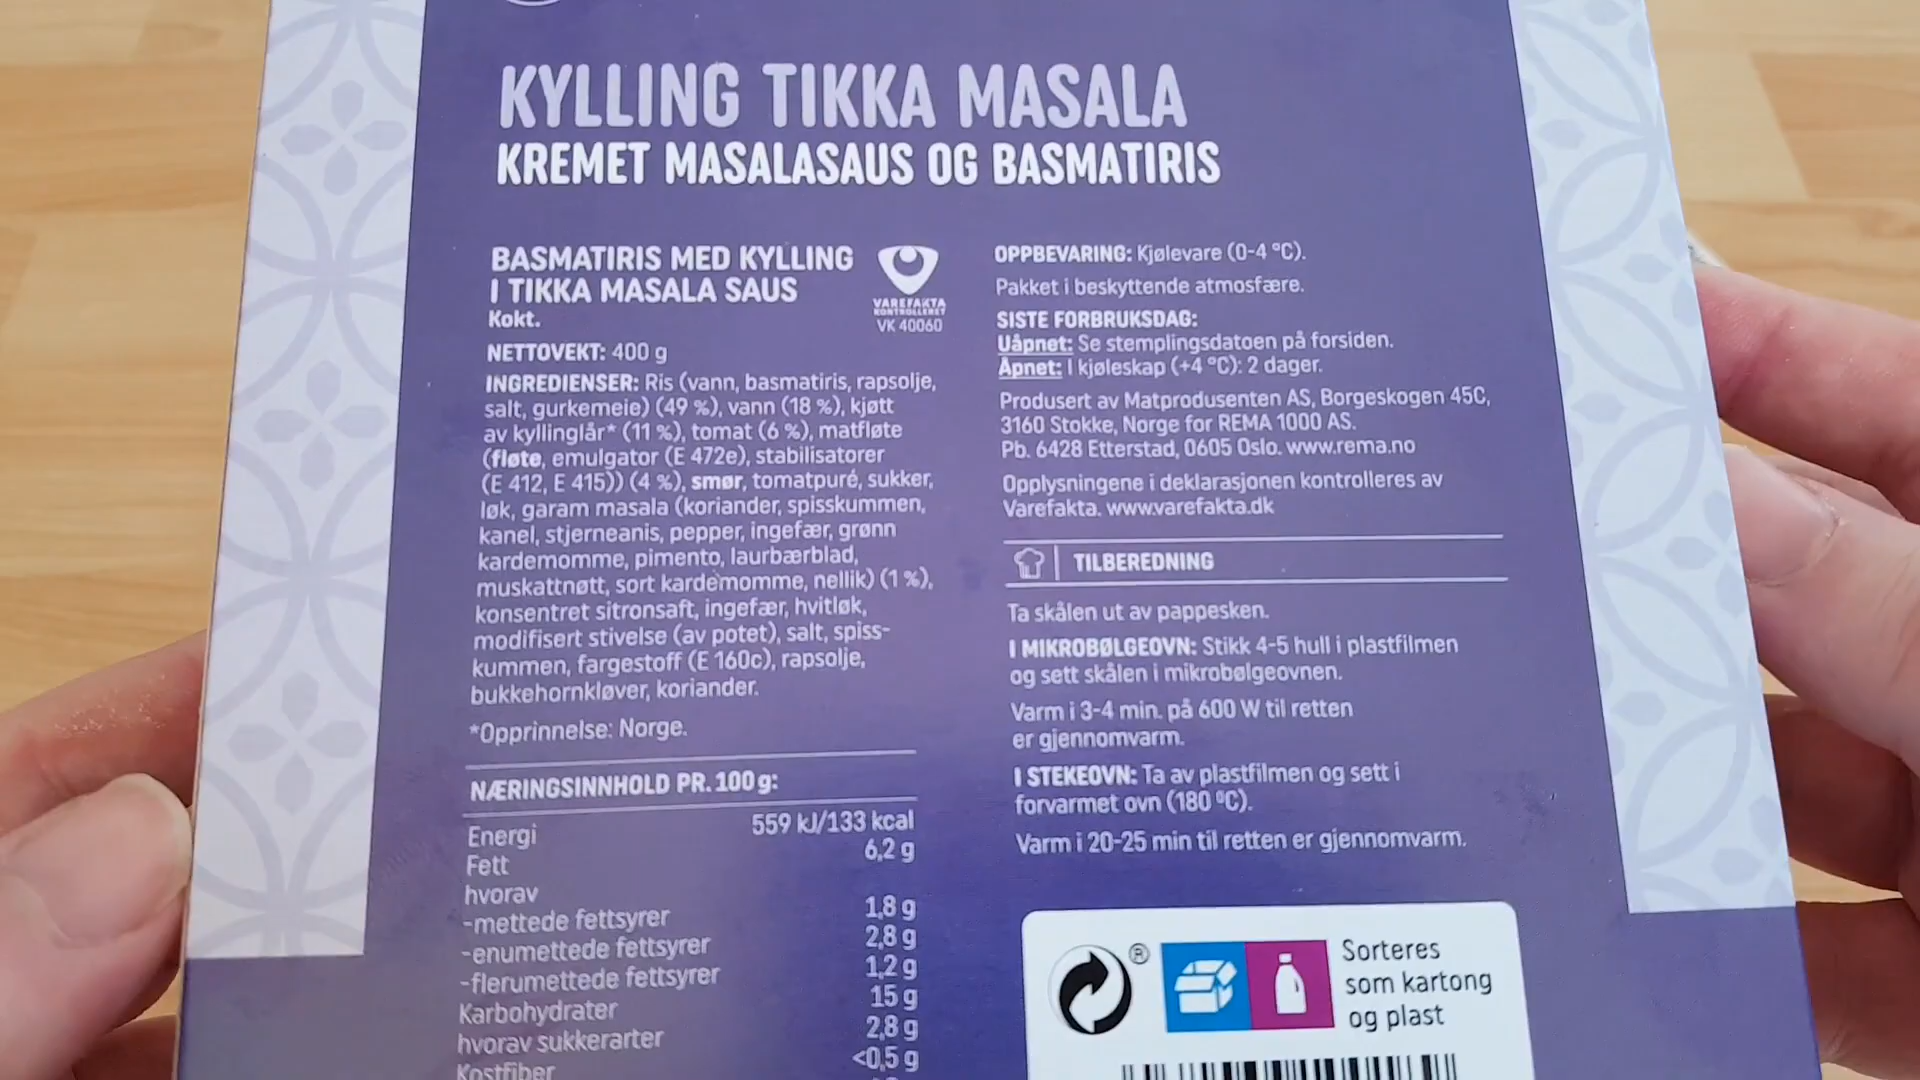 KYLLING TIKKA MASALA
KREMET MASALASAUS OG BASMATIRIS
BASMATIRIS MED KYLLING
I TIKKA MASALA SAUS
Kokt.
VAREFAKTA
KONTROLLERET
VK 40060
NETTOVEKT: 400 g
INGREDIENSER: Ris (vann, basmatiris, rapsolje,
salt, gurkemeie) (49 %), vann (18 %), kjøtt
av kyllinglår* (11 %), tomat (6 %), matfløte
(fløte, emulgator (E 472e), stabilisatorer
(E 412, E 415)) (4 %), smør, tomatpuré, sukker,
løk, garam masala (koriander, spisskummen,
kanel, stjerneanis, pepper, ingefær, grønn
kardemomme, pimento, laurbærblad,
muskattnøtt, sort kardemomme, nellik) (1 %),
konsentret sitronsaft, ingefær, hvitløk,
modifisert stivelse (av potet), salt, spiss-
kummen, fargestoff (E 160c), rapsolje,
bukkehornkløver, koriander.
*Opprinnelse: Norge.
NÆRINGSINNHOLD PR. 100 g:
Energi 559 kJ/133 kcal
Fett 6,2 g
hvorav
-mettede fettsyrer 1,8 g
-enumettede fettsyrer 2,8 g
-flerumettede fettsyrer 1,2 g
Karbohydrater 15 g
hvorav sukkerarter 2,8 g
Kostfiber <0,5 g
OPPBEVARING: Kjølevare (0-4 °C).
Pakket i beskyttende atmosfære.
SISTE FORBRUKSDAG:
Uåpnet: Se stemplingsdatoen på forsiden.
Åpnet: I kjøleskap (+4 °C): 2 dager.
Produsert av Matprodusenten AS, Borgeskogen 45C,
3160 Stokke, Norge for REMA 1000 AS.
Pb. 6428 Etterstad, 0605 Oslo. www.rema.no
Opplysningene i deklarasjonen kontrolleres av
Varefakta. www.varefakta.dk
TILBEREDNING
Ta skålen ut av pappesken.
I MIKROBØLGEOVN: Stikk 4-5 hull i plastfilmen
og sett skålen i mikrobølgeovnen.
Varm i 3-4 min. på 600 W til retten
er gjennomvarm.
I STEKEOVN: Ta av plastfilmen og sett i
forvarmet ovn (180 °C).
Varm i 20-25 min til retten er gjennomvarm.
®
Sorteres
som kartong
og plast